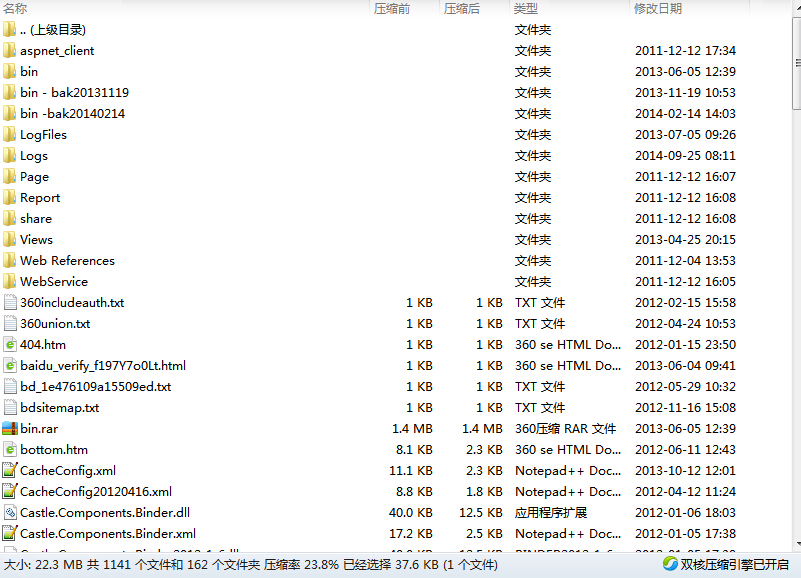 名称 压缩前 压缩后 类型 修改日期
.. (上级目录) 文件夹
aspnet_client 文件夹 2011-12-12 17:34
bin 文件夹 2013-06-05 12:39
bin - bak20131119 文件夹 2013-11-19 10:53
bin -bak20140214 文件夹 2014-02-14 14:03
LogFiles 文件夹 2013-07-05 09:26
Logs 文件夹 2014-09-25 08:11
Page 文件夹 2011-12-12 16:07
Report 文件夹 2011-12-12 16:08
share 文件夹 2011-12-12 16:08
Views 文件夹 2013-04-25 20:15
Web References 文件夹 2011-12-04 13:53
WebService 文件夹 2011-12-12 16:05
360includeauth.txt 1 KB 1 KB TXT 文件 2012-02-15 15:58
360union.txt 1 KB 1 KB TXT 文件 2012-04-24 10:53
404.htm 1 KB 1 KB 360 se HTML Do... 2012-01-15 23:50
baidu_verify_f197Y7o0Lt.html 1 KB 1 KB 360 se HTML Do... 2013-06-04 09:41
bd_1e476109a15509ed.txt 1 KB 1 KB TXT 文件 2012-05-29 10:32
bdsitemap.txt 1 KB 1 KB TXT 文件 2012-11-16 15:08
bin.rar 1.4 MB 1.4 MB 360压缩 RAR 文件 2013-06-05 12:39
bottom.htm 8.1 KB 2.3 KB 360 se HTML Do... 2012-06-11 12:43
CacheConfig.xml 11.1 KB 2.3 KB Notepad++ Doc... 2013-10-12 12:01
CacheConfig20120416.xml 8.8 KB 1.8 KB Notepad++ Doc... 2012-04-12 11:24
Castle.Components.Binder.dll 40.0 KB 12.5 KB 应用程序扩展 2012-01-06 18:03
Castle.Components.Binder.xml 17.2 KB 2.5 KB Notepad++ Doc... 2012-01-05 17:38
大小: 22.3 MB 共 1141 个文件和 162 个文件夹 压缩率 23.8% 已经选择 37.6 KB (1 个文件) 双核压缩引擎已开启